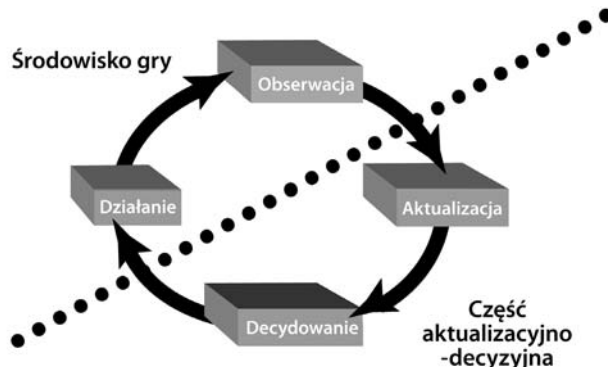 Środowisko gry
Obserwacja
Działanie
Aktualizacja
Decydowanie
Część
aktualizacyjno
-decyzyjna